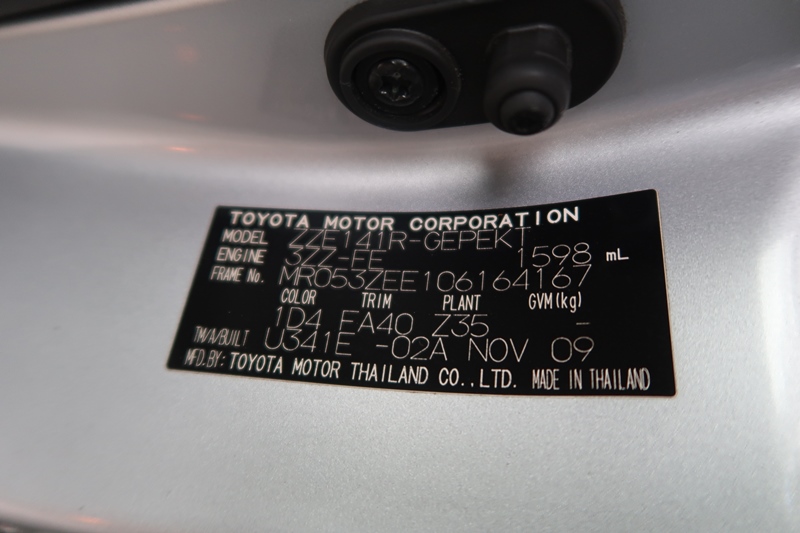 TOYOTA MOTOR CORPORATION
MODEL ZZE141R-GEPEKT
ENGINE 3ZZ-EE 1598 mL
FRAME No. MR053ZEE106164167
COLOR TRIM PLANT GVM(kg)
1D4 FA40 Z35 -
TM/A/BUILT U341E -02A NOV 09
MFD.BY: TOYOTA MOTOR THAILAND CO.,LTD. MADE IN THAILAND